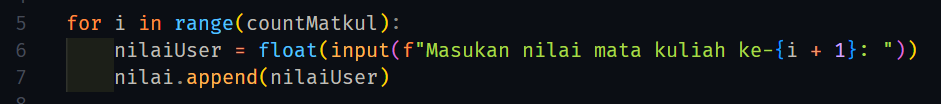 5 for i in range(countMatkul):
6     nilaiUser = float(input(f"Masukan nilai mata kuliah ke-{i + 1}: "))
7     nilai.append(nilaiUser)